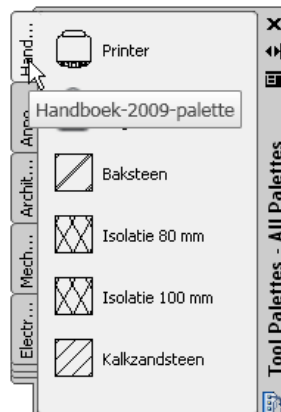 Hand...
Printer
Handboek-2009-palette
Anno...
Baksteen
Archit...
Isolatie 80 mm
Mech...
Isolatie 100 mm
Electr...
Kalkzandsteen
Tool Palettes - All Palettes